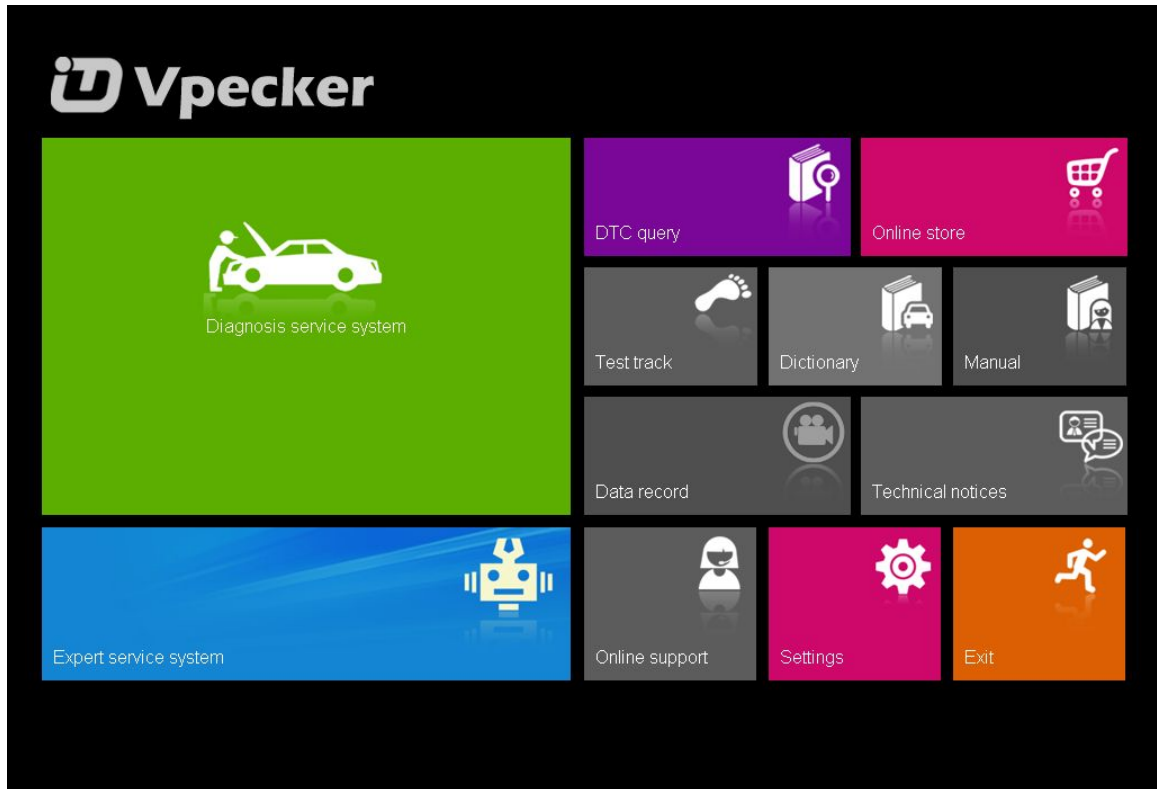 Vpecker
Diagnosis service system
DTC query
Online store
Test track
Dictionary
Manual
Data record
Technical notices
Expert service system
Online support
Settings
Exit